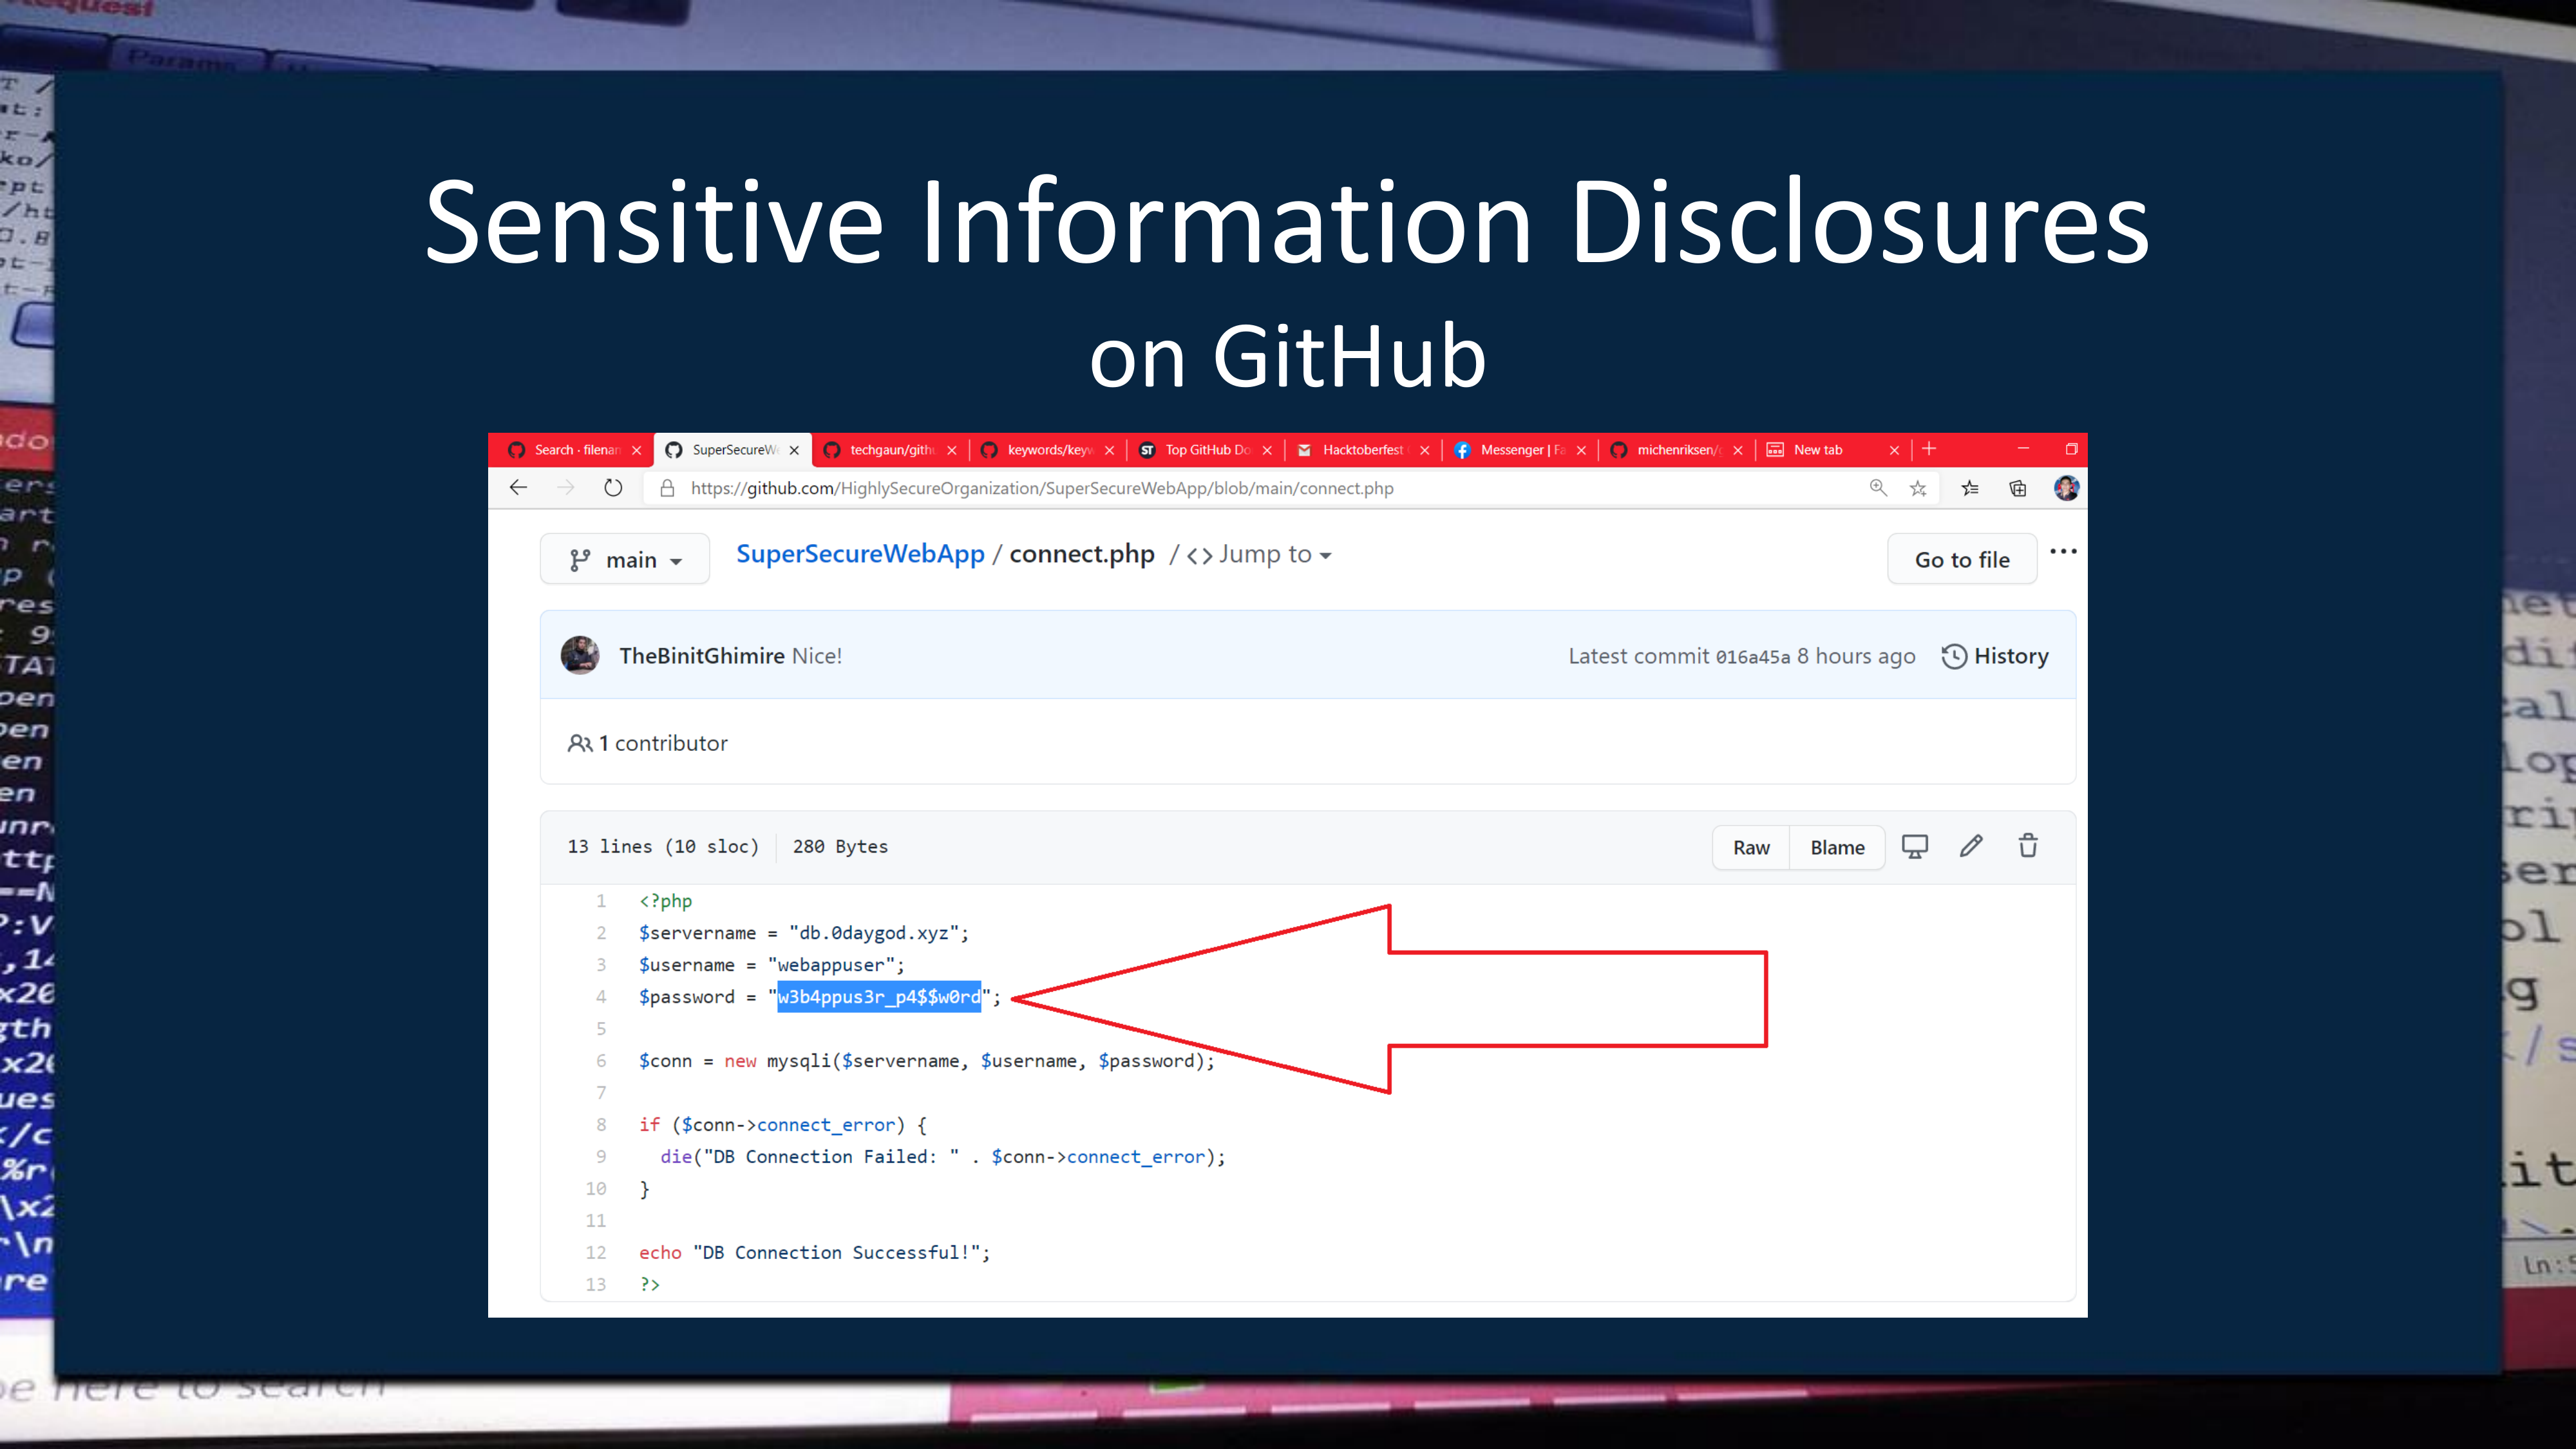 Sensitive Information Disclosures
on GitHub
Search · filenan
SuperSecureW
techgaun/gith
keywords/keyw
Top GitHub Do
Hacktoberfest
Messenger | Fa
michenriksen/
New tab
https://github.com/HighlySecureOrganization/SuperSecureWebApp/blob/main/connect.php
main
SuperSecureWebApp / connect.php / <> Jump to
Go to file
...
TheBinitGhimire Nice!
Latest commit 016a45a 8 hours ago
History
1 contributor
13 lines (10 sloc)
280 Bytes
Raw
Blame
1 <?php
2 $servername = "db.0daygod.xyz";
3 $username = "webappuser";
4 $password = "w3b4ppus3r_p4$$w0rd";
5
6 $conn = new mysqli($servername, $username, $password);
7
8 if ($conn->connect_error) {
9 die("DB Connection Failed: " . $conn->connect_error);
10 }
11
12 echo "DB Connection Successful!";
13 ?>
Params
here to search